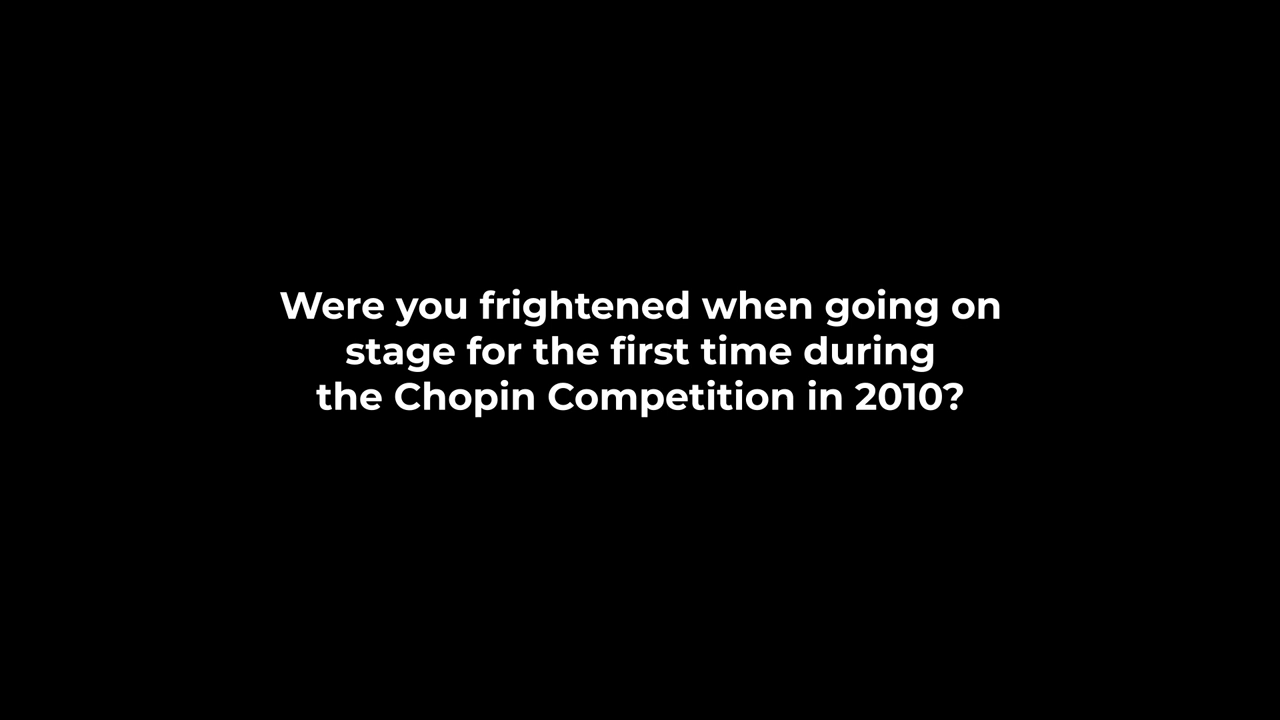 Were you frightened when going on
stage for the first time during
the Chopin Competition in 2010?